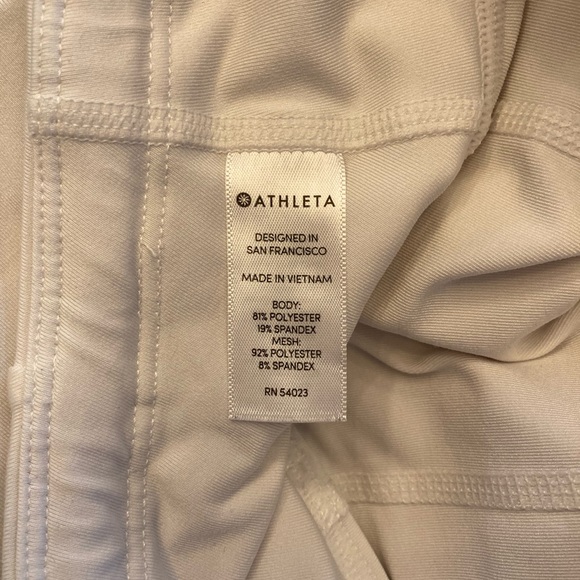 ATHLETA
DESIGNED IN
SAN FRANCISCO
MADE IN VIETNAM
BODY:
81% POLYESTER
19% SPANDEX
MESH:
92% POLYESTER
8% SPANDEX
RN 54023